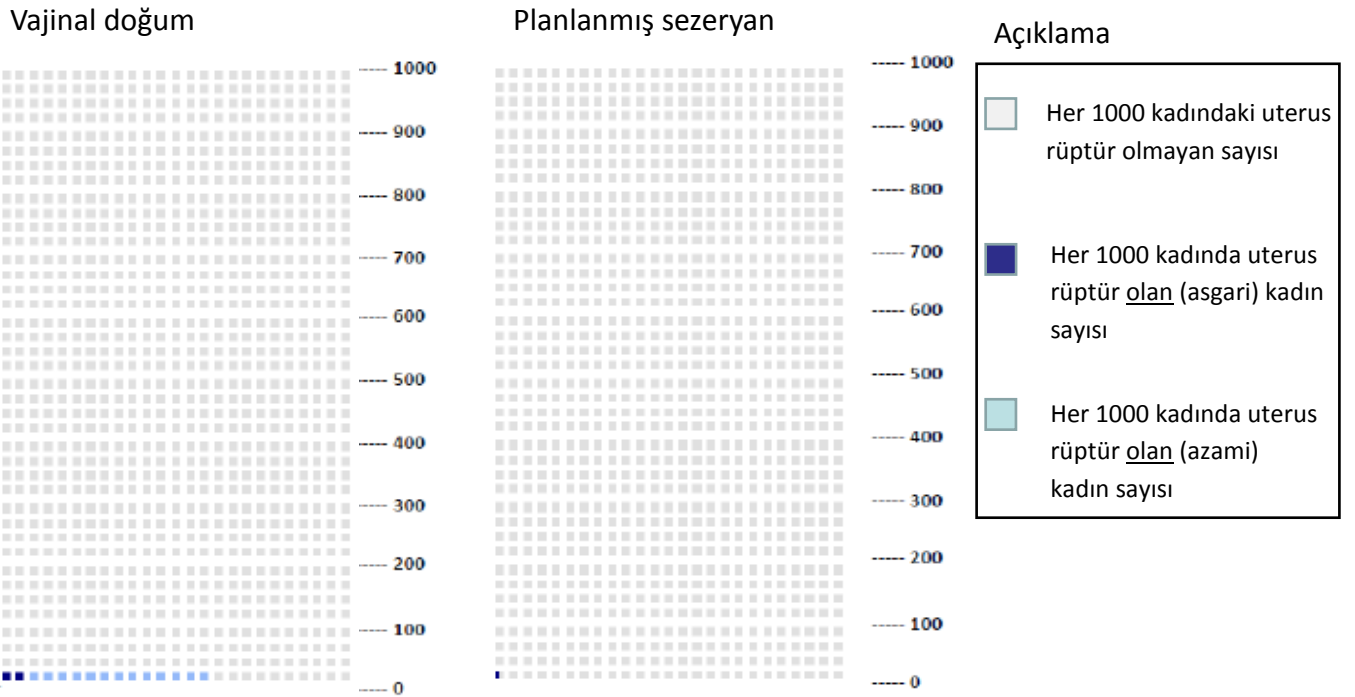 Vajinal doğum
1000
900
800
700
600
500
400
300
200
100
0
Planlanmış sezeryan
1000
900
800
700
600
500
400
300
200
100
0
Açıklama
Her 1000 kadındaki uterus
rüptür olmayan sayısı
Her 1000 kadında uterus
rüptür olan (asgari) kadın
sayısı
Her 1000 kadında uterus
rüptür olan (azami)
kadın sayısı